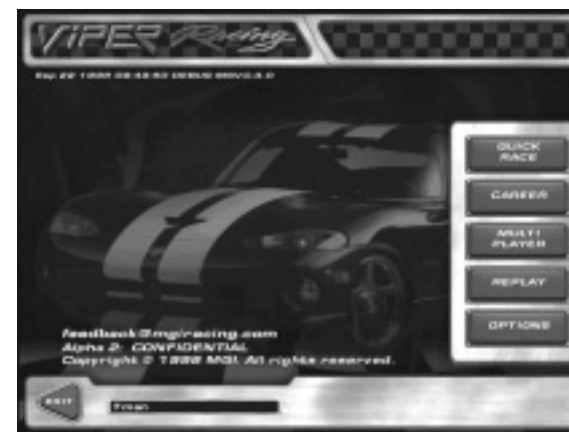 VIPER Racing
QUICK
RACE
CAREER
MULTI
PLAYER
REPLAY
OPTIONS
feedback@mgiracing.com
Alpha 2: CONFIDENTIAL
Copyright © 1998 MGI. All rights reserved.
EXIT
Tman